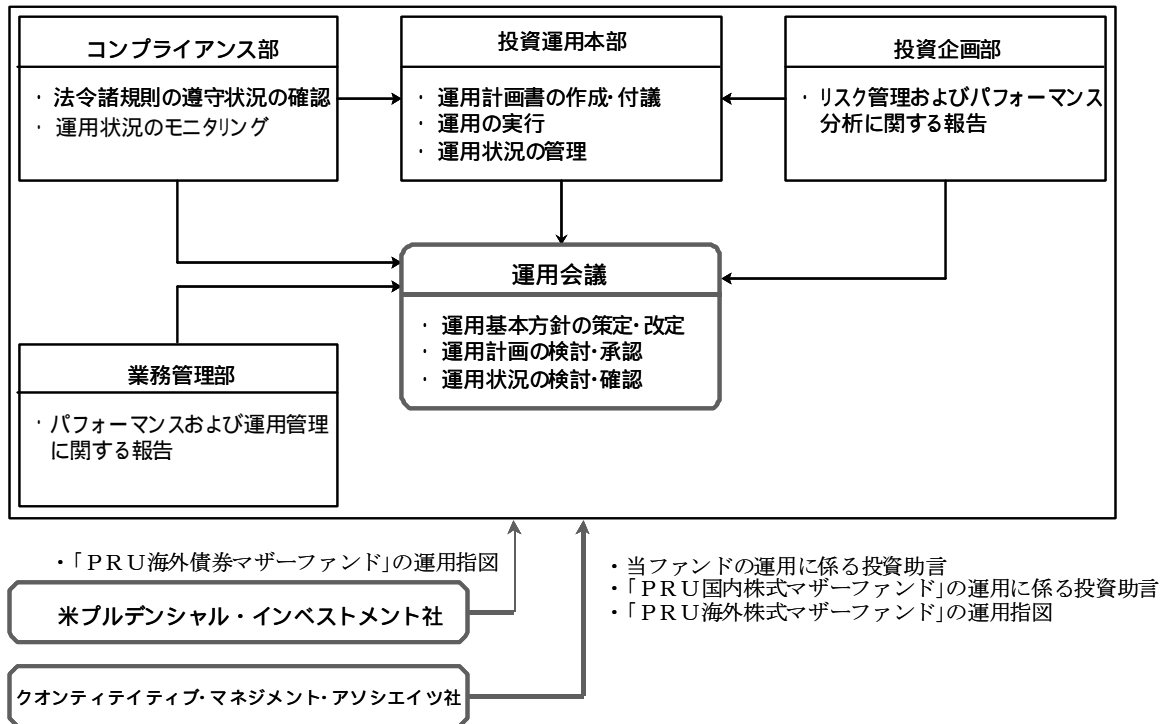 コンプライアンス部
・ 法令諸規則の遵守状況の確認
・ 運用状況のモニタリング
投資運用本部
・ 運用計画書の作成・付議
・ 運用の実行
・ 運用状況の管理
投資企画部
・ リスク管理およびパフォーマンス
分析に関する報告
運用会議
・ 運用基本方針の策定・改定
・ 運用計画の検討・承認
・ 運用状況の検討・確認
業務管理部
・ パフォーマンスおよび運用管理
に関する報告
・「ＰＲＵ海外債券マザーファンド」の運用指図
米プルデンシャル・インベストメント社
・当ファンドの運用に係る投資助言
・「ＰＲＵ国内株式マザーファンド」の運用に係る投資助言
・「ＰＲＵ海外株式マザーファンド」の運用指図
クオンティテイティブ・マネジメント・アソシエイツ社